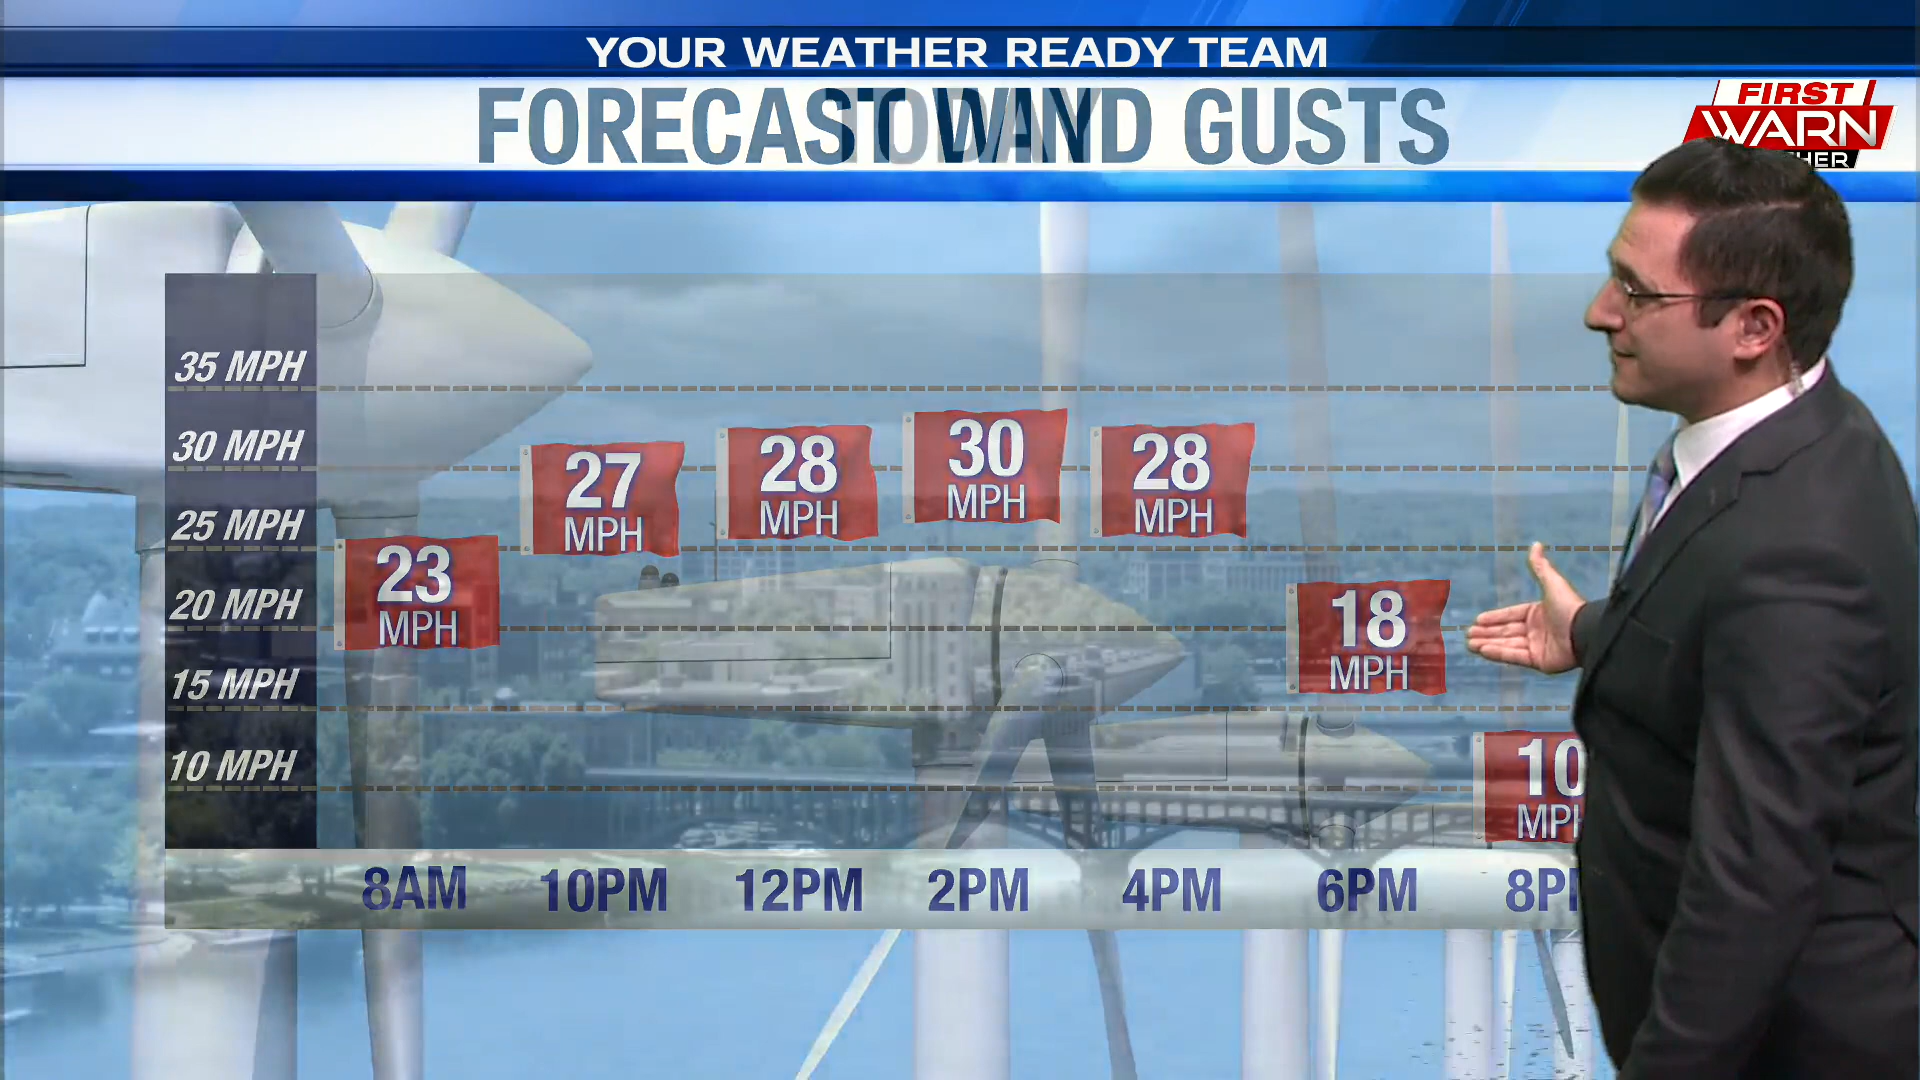 YOUR WEATHER READY TEAM
FORECAST WIND GUSTS
TODAY
FIRST
WARN
35 MPH
30 MPH
25 MPH
20 MPH
15 MPH
10 MPH
23
MPH
27
MPH
28
MPH
30
MPH
28
MPH
18
MPH
10
8AM
10PM
12PM
2PM
4PM
6PM